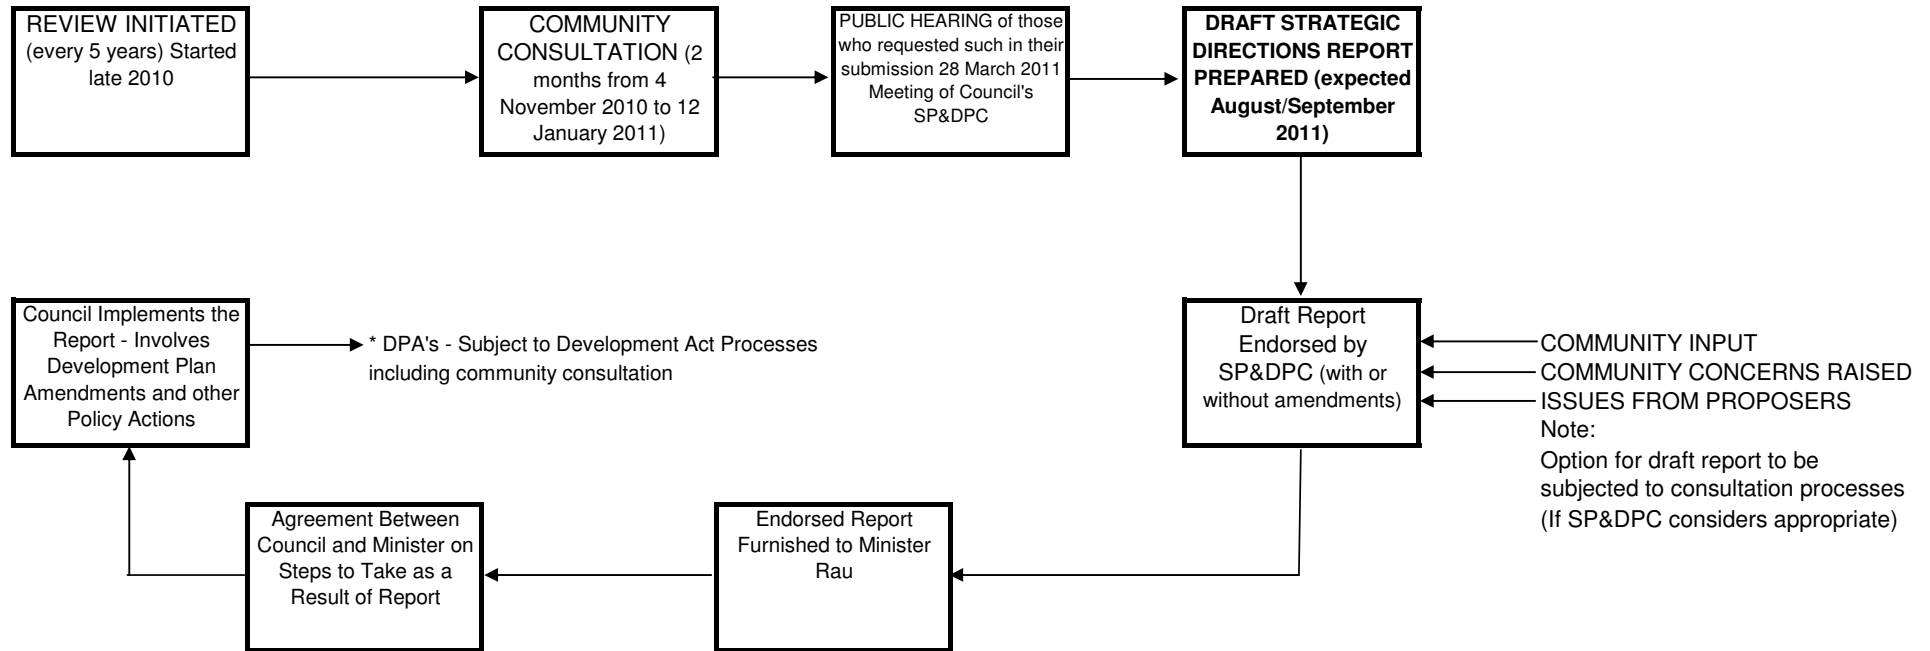 REVIEW INITIATED
(every 5 years) Started
late 2010
COMMUNITY
CONSULTATION (2
months from 4
November 2010 to 12
January 2011)
PUBLIC HEARING of those
who requested such in their
submission 28 March 2011
Meeting of Council's
SP&DPC
DRAFT STRATEGIC
DIRECTIONS REPORT
PREPARED (expected
August/September
2011)
Draft Report
Endorsed by
SP&DPC (with or
without amendments)
COMMUNITY INPUT
COMMUNITY CONCERNS RAISED
ISSUES FROM PROPOSERS
Note:
Option for draft report to be
subjected to consultation processes
(If SP&DPC considers appropriate)
Endorsed Report
Furnished to Minister
Rau
Agreement Between
Council and Minister on
Steps to Take as a
Result of Report
Council Implements the
Report - Involves
Development Plan
Amendments and other
Policy Actions
* DPA's - Subject to Development Act Processes
including community consultation